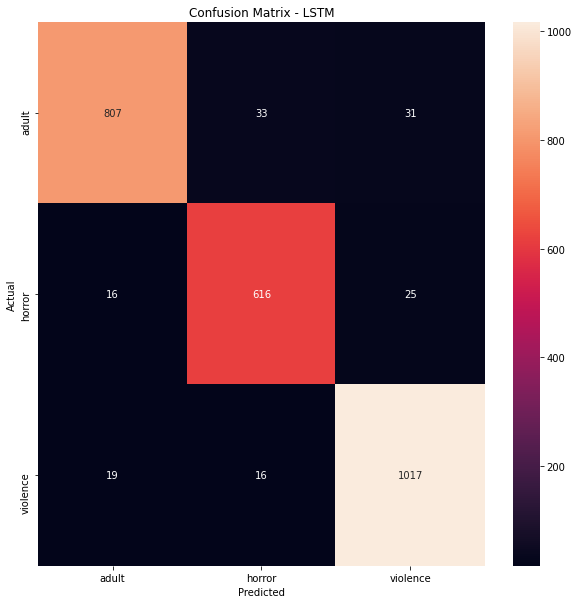 Confusion Matrix - LSTM
1000
800
600
400
200
Actual
adult
horror
violence
807 33 31
16 616 25
19 16 1017
adult horror violence
Predicted